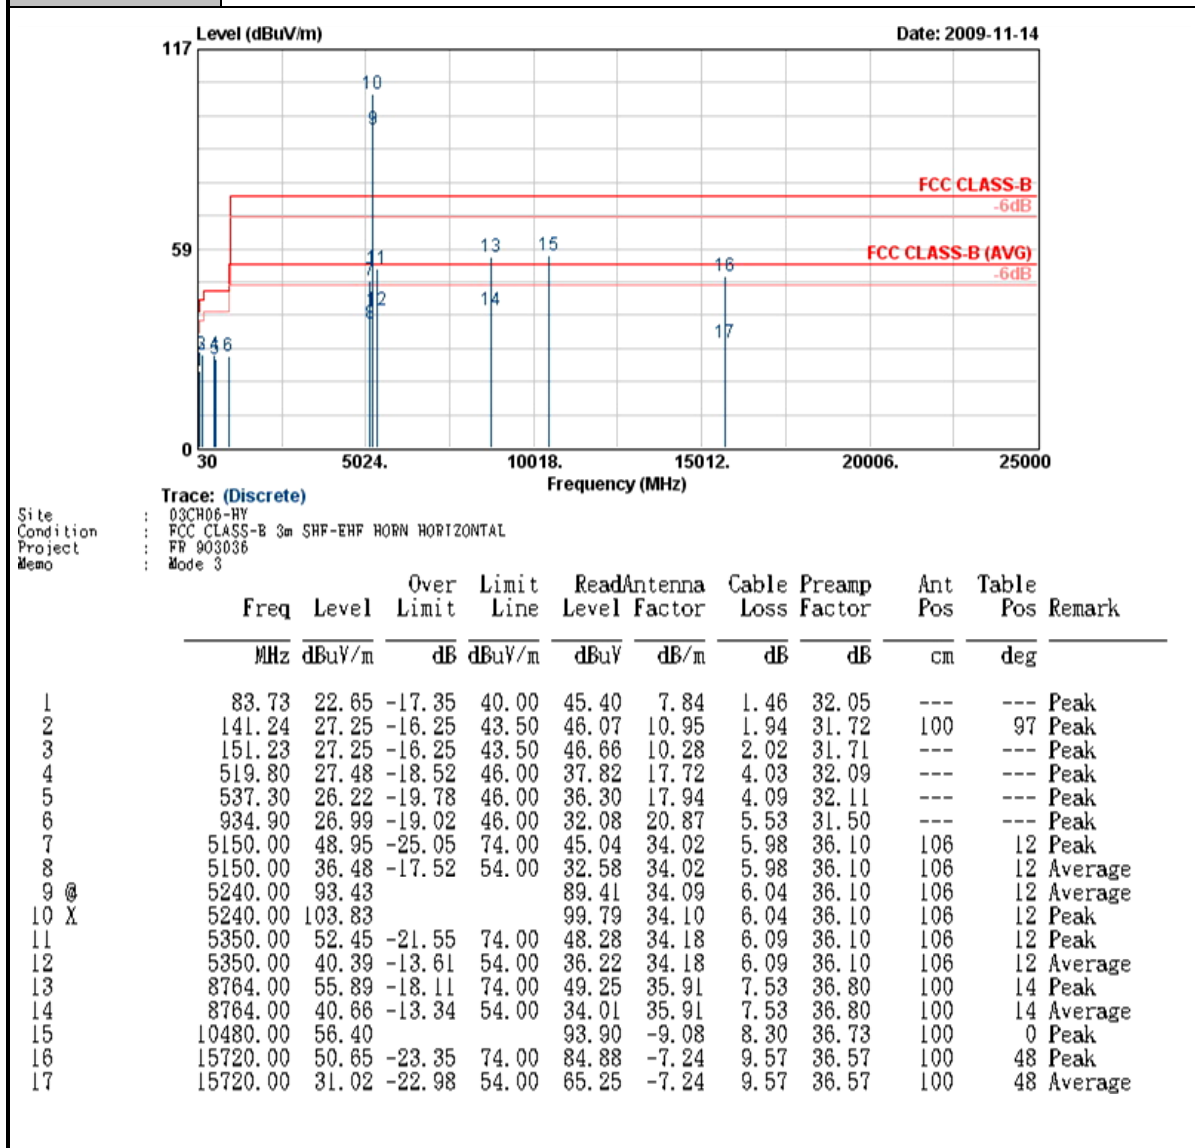 Level (dBuV/m) Date: 2009-11-14
117
10
9
FCC CLASS-B
-6dB
59
13 15
FCC CLASS-B (AVG)
11
16
7
-6dB
12 14
8
17
3 4 6
5
0
30 5024. 10018. 15012. 20006. 25000
Frequency (MHz)
Trace: (Discrete)
Site : 03CH06-HY
Condition : FCC CLASS-B 3m SHF-EHF HORN HORIZONTAL
Project : FR 903036
Memo : Mode 3
Over Limit ReadAntenna Cable Preamp Ant Table
Freq Level Limit Line Level Factor Loss Factor Pos Pos Remark
MHz dBuV/m dB dBuV/m dBuV dB/m dB dB cm deg
1 83.73 22.65 -17.35 40.00 45.40 7.84 1.46 32.05 --- --- Peak
2 141.24 27.25 -16.25 43.50 46.07 10.95 1.94 31.72 100 97 Peak
3 151.23 27.25 -16.25 43.50 46.66 10.28 2.02 31.71 --- --- Peak
4 519.80 27.48 -18.52 46.00 37.82 17.72 4.03 32.09 --- --- Peak
5 537.30 26.22 -19.78 46.00 36.30 17.94 4.09 32.11 --- --- Peak
6 934.90 26.99 -19.02 46.00 32.08 20.87 5.53 31.50 --- --- Peak
7 5150.00 48.95 -25.05 74.00 45.04 34.02 5.98 36.10 106 12 Peak
8 5150.00 36.48 -17.52 54.00 32.58 34.02 5.98 36.10 106 12 Average
9 @ 5240.00 93.43 89.41 34.09 6.04 36.10 106 12 Average
10 X 5240.00 103.83 99.79 34.10 6.04 36.10 106 12 Peak
11 5350.00 52.45 -21.55 74.00 48.28 34.18 6.09 36.10 106 12 Peak
12 5350.00 40.39 -13.61 54.00 36.22 34.18 6.09 36.10 106 12 Average
13 8764.00 55.89 -18.11 74.00 49.25 35.91 7.53 36.80 100 14 Peak
14 8764.00 40.66 -13.34 54.00 34.01 35.91 7.53 36.80 100 14 Average
15 10480.00 56.40 93.90 -9.08 8.30 36.73 100 0 Peak
16 15720.00 50.65 -23.35 74.00 84.88 -7.24 9.57 36.57 100 48 Peak
17 15720.00 31.02 -22.98 54.00 65.25 -7.24 9.57 36.57 100 48 Average